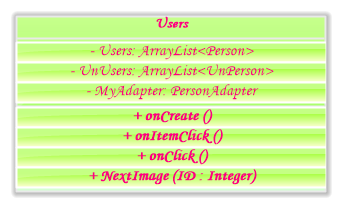 Users
- Users: ArrayList<Person>
- UnUsers: ArrayList<UnPerson>
- MyAdapter: PersonAdapter
+ onCreate ()
+ onItemClick ()
+ onClick ()
+ NextImage (ID : Integer)